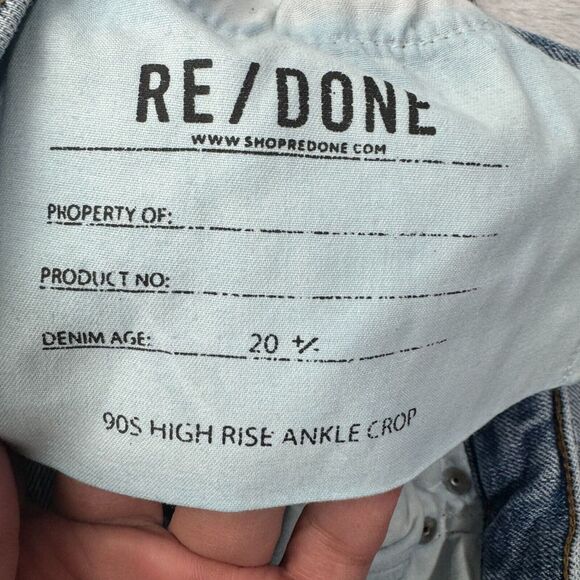 RE/DONE
WWW SHOPREDONE COM
PROPERTY OF:
PRODUCT NO:
DENIM AGE: 20 +/-
90S HIGH RISE ANKLE CROP